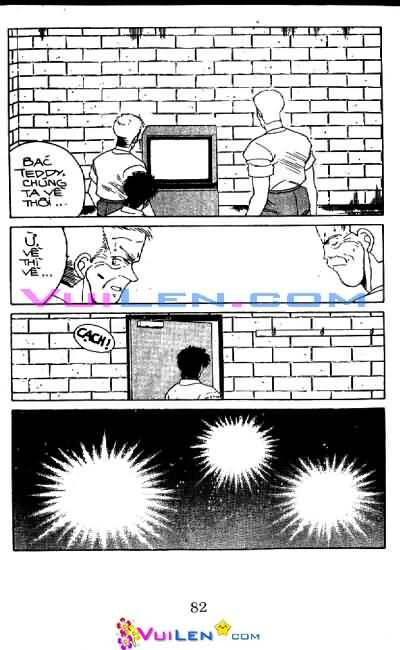 BÁC
TEDDY.
CHÚNG
TA VỀ
THÔI...
Ừ,
VỀ
THÌ
VỀ...
VUILEN.COM
CẠCH!
82
VUILEN.COM